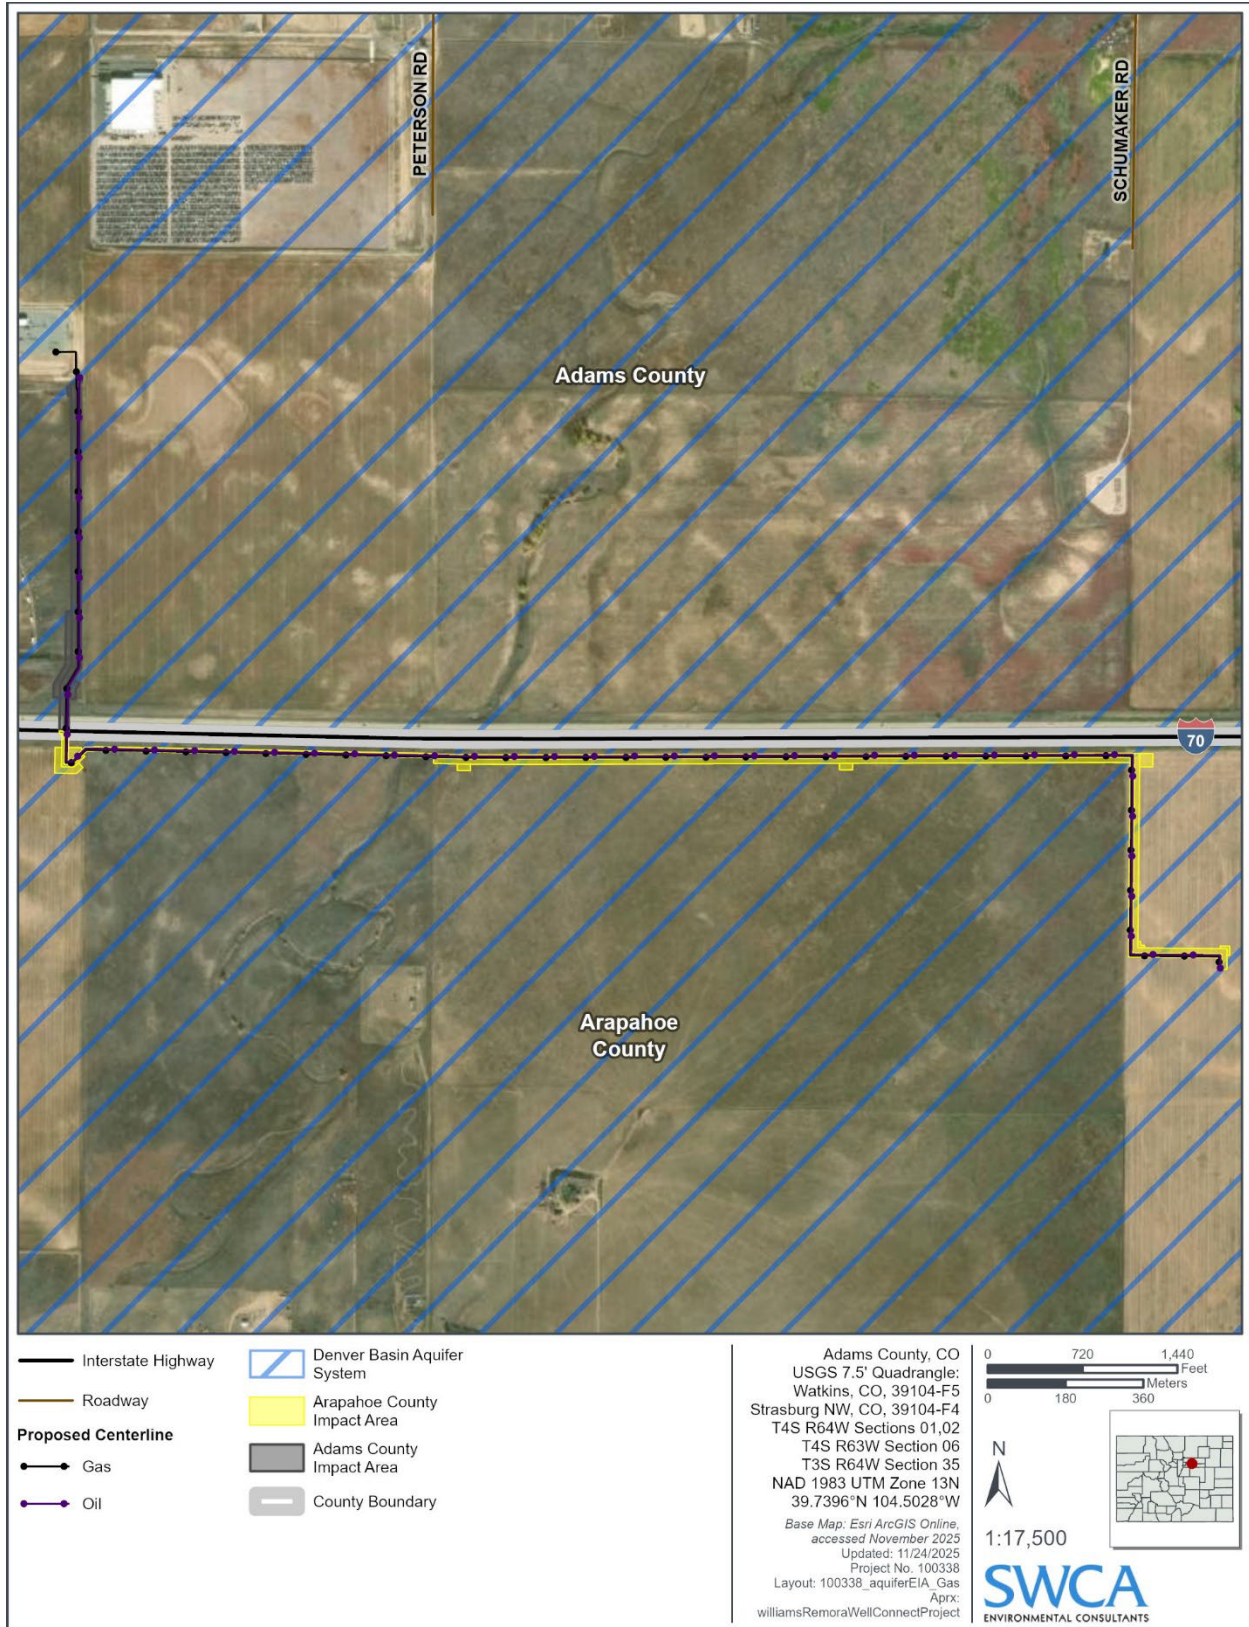 PETERSON RD
SCHUMAKER RD
Adams County
70
Arapahoe
County
Interstate Highway
Roadway
Proposed Centerline
Gas
Oil
Denver Basin Aquifer
System
Arapahoe County
Impact Area
Adams County
Impact Area
County Boundary
Adams County, CO
USGS 7.5' Quadrangle:
Watkins, CO, 39104-F5
Strasburg NW, CO, 39104-F4
T4S R64W Sections 01,02
T4S R63W Section 06
T3S R64W Section 35
NAD 1983 UTM Zone 13N
39.7396°N 104.5028°W
Base Map: Esri ArcGIS Online,
accessed November 2025
Updated: 11/24/2025
Project No. 100338
Layout: 100338_aquiferEIA_Gas
Aprx:
williamsRemoraWellConnectProject
0 720 1,440
Feet
Meters
0 180 360
N
1:17,500
SWCA
ENVIRONMENTAL CONSULTANTS